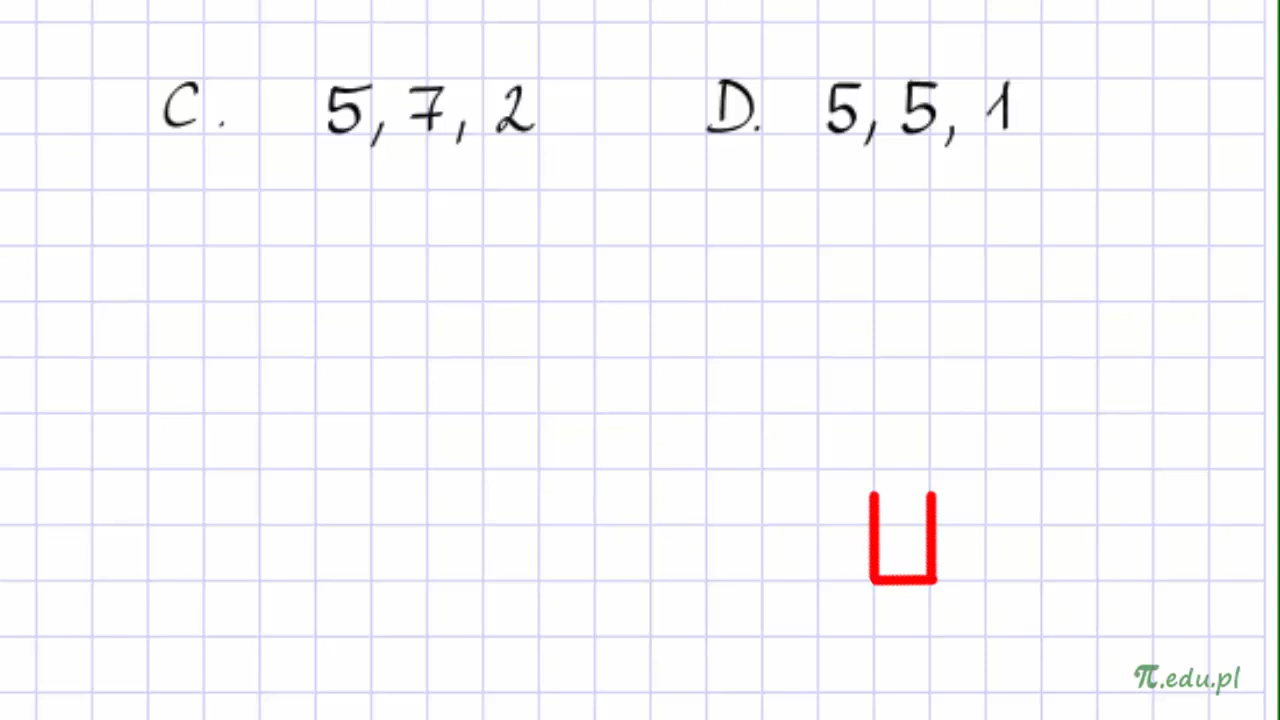 C. 5, 7, 2 D. 5, 5, 1
π.edu.pl